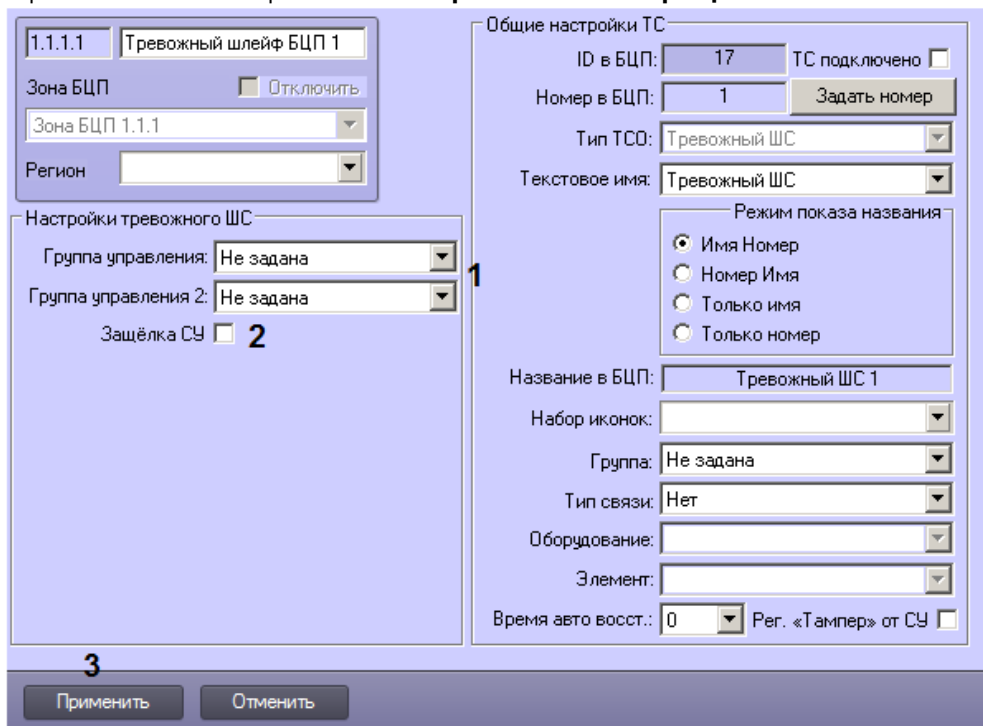 1.1.1.1 Тревожный шлейф БЦП 1
Зона БЦП Отключить
Зона БЦП 1.1.1
Регион
Настройки тревожного ШС
Группа управления: Не задана
1
Группа управления 2: Не задана
Защёлка СУ 2
Общие настройки ТС
ID в БЦП: 17 ТС подключено
Номер в БЦП: 1 Задать номер
Тип ТСО: Тревожный ШС
Текстовое имя: Тревожный ШС
Режим показа названия
Имя Номер
Номер Имя
Только имя
Только номер
Название в БЦП: Тревожный ШС 1
Набор иконок:
Группа: Не задана
Тип связи: Нет
Оборудование:
Элемент:
Время авто восст.: 0 Рег. «Тампер» от СУ
3
Применить Отменить